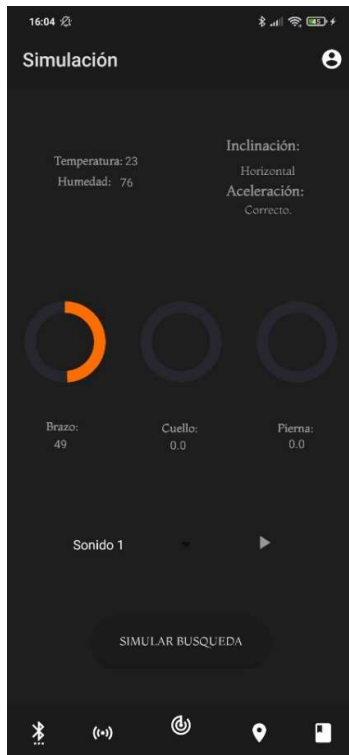 16:04
45
Simulación
Temperatura: 23
Humedad: 76
Inclinación:
Horizontal
Aceleración:
Correcto.
Brazo:
49
Cuello:
0.0
Pierna:
0.0
Sonido 1
SIMULAR BUSQUEDA